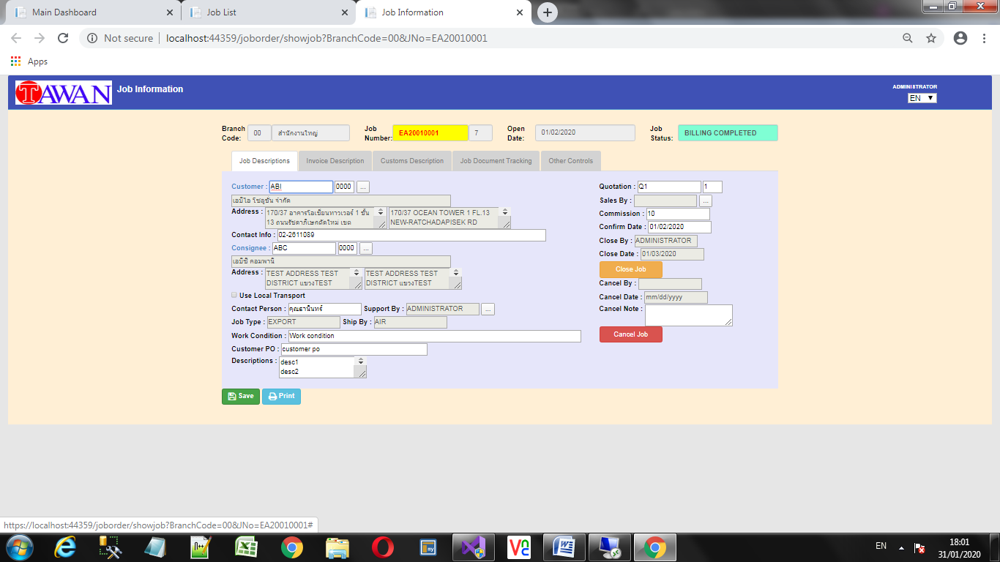 Main Dashboard
Job List
Job Information
Not secure
localhost:44359/joborder/showjob?BranchCode=00&JNo=EA20010001
Apps
TAWAN
Job Information
ADMINISTRATOR
EN
Branch Code: 00 สำนักงานใหญ่
Job Number: EA20010001 7
Open Date: 01/02/2020
Job Status: BILLING COMPLETED
Job Descriptions
Invoice Description
Customs Description
Job Document Tracking
Other Controls
Customer : ABI 0000 ...
เอมีไอ โซลูชั่น จำกัด
Address : 170/37 อาคารโอเชี่ยนทาวเวอร์ 1 ชั้น
13 ถนนรัชดาภิเษกตัดใหม่ เขต
170/37 OCEAN TOWER 1 FL.13
NEW-RATCHADAPISEK RD
Contact Info : 02-2611089
Consignee : ABC 0000 ...
เอบีซี คอมพานี
Address : TEST ADDRESS TEST
DISTRICT แขวงTEST
TEST ADDRESS TEST
DISTRICT แขวงTEST
Use Local Transport
Contact Person : คุณธานินทร์ Support By : ADMINISTRATOR ...
Job Type : EXPORT Ship By : AIR
Work Condition : Work condition
Customer PO : customer po
Descriptions : desc1
desc2
Quotation : Q1 1
Sales By : ...
Commission : 10
Confirm Date : 01/02/2020
Close By : ADMINISTRATOR
Close Date : 01/03/2020
Close Job
Cancel By :
Cancel Date : mm/dd/yyyy
Cancel Note :
Cancel Job
Save
Print
https://localhost:44359/joborder/showjob?BranchCode=00&JNo=EA20010001#
EN
18:01
31/01/2020